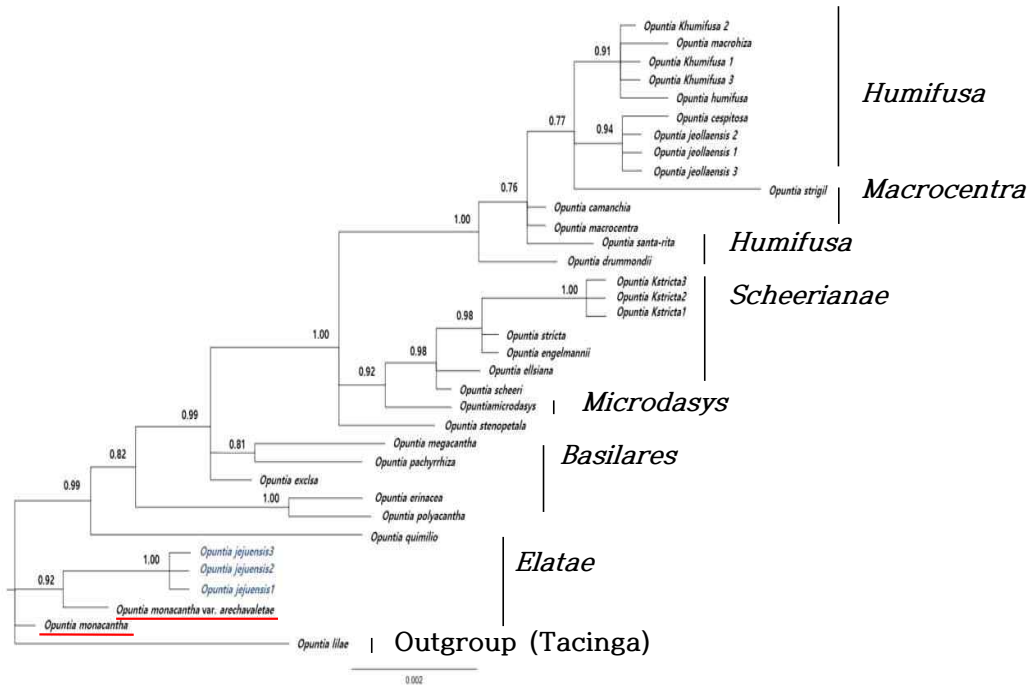 Opuntia Khumifusa 2
0.91
Opuntia macrohiza
Opuntia Khumifusa 1
Opuntia Khumifusa 3
Humifusa
Opuntia humifusa
Opuntia cespitosa
0.77
0.94
Opuntia jeollaensis 2
Opuntia jeollaensis 1
Opuntia jeollaensis 3
0.76
Opuntia strigil
Macrocentra
Opuntia camanchia
1.00
Opuntia macrocentra
Opuntia santa-rita
Humifusa
Opuntia drummondii
Opuntia Kstricta3
1.00
Opuntia Kstricta2
Scheerianae
Opuntia Kstricta1
0.98
1.00
Opuntia stricta
0.98
Opuntia engelmannii
0.92
Opuntia ellsiana
Opuntia scheeri
Opuntiamicrodasys
Microdasys
0.99
Opuntia stenopetala
0.81
Opuntia megacantha
0.82
Opuntia pachyrrhiza
Basilares
Opuntia exclsa
0.99
1.00
Opuntia erinacea
Opuntia polyacantha
Opuntia quimilio
1.00
Opuntia jejuensis3
Elatae
0.92
Opuntia jejuensis2
Opuntia jejuensis1
Opuntia monacantha var. arechavaletae
Opuntia monacantha
Opuntia lilae
Outgroup (Tacinga)
0.002